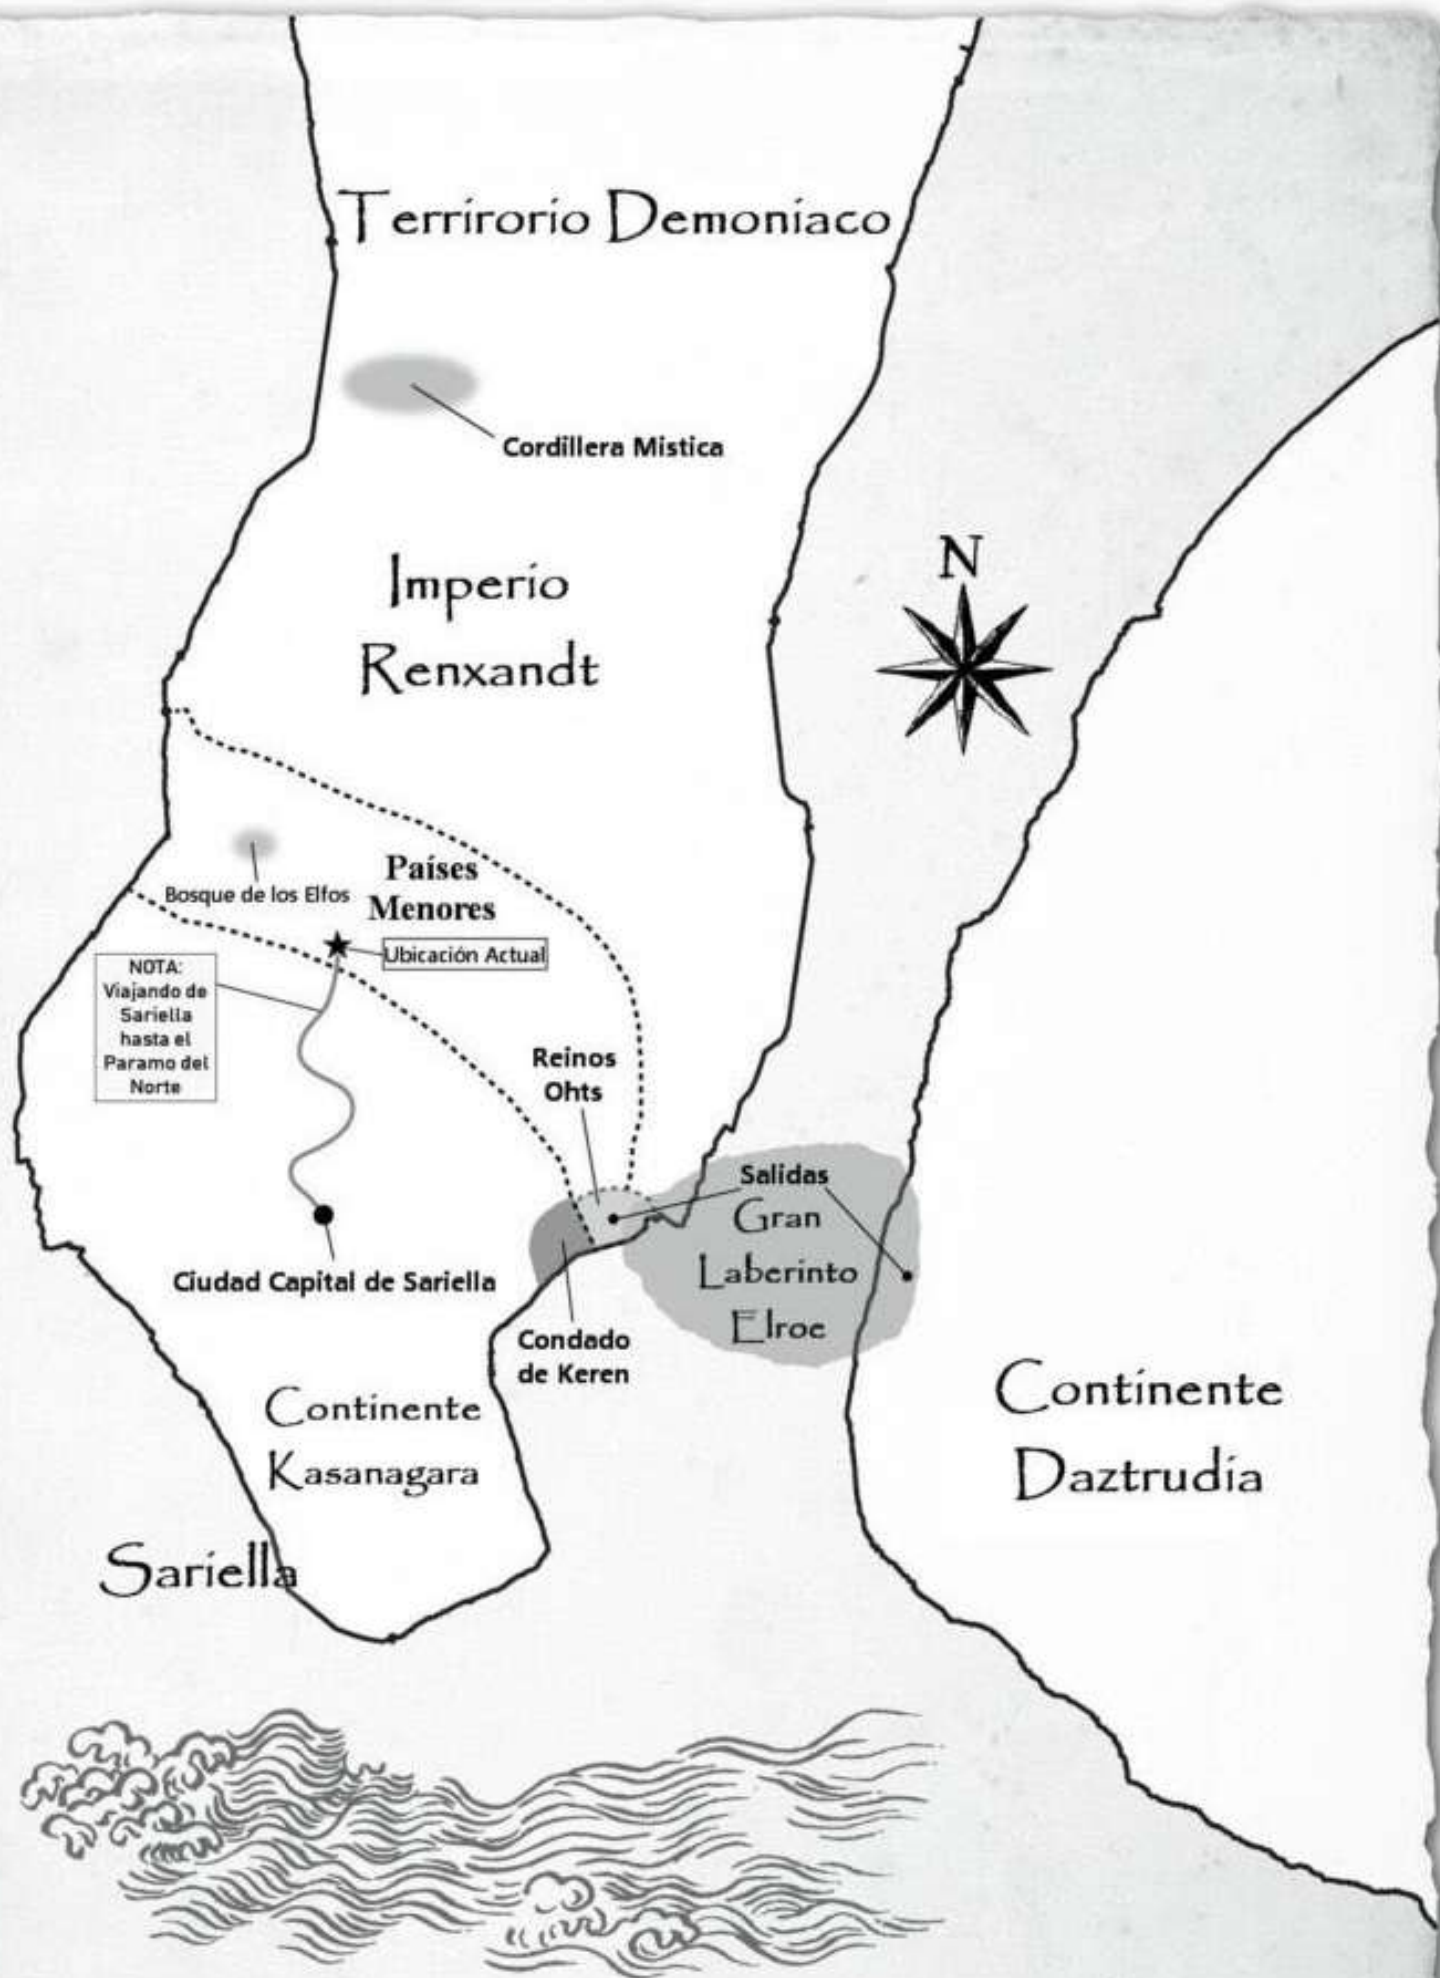 Terrirorio Demoniaco
Cordillera Mistica
Imperio
Renxandt
N
Países
Menores
Bosque de los Elfos
Ubicación Actual
NOTA:
Viajando de
Sariella
hasta el
Paramo del
Norte
Reinos
Ohts
Salidas
Gran
Laberinto
Elroe
Ciudad Capital de Sariella
Condado
de Keren
Continente
Kasanagara
Continente
Daztrudia
Sariella